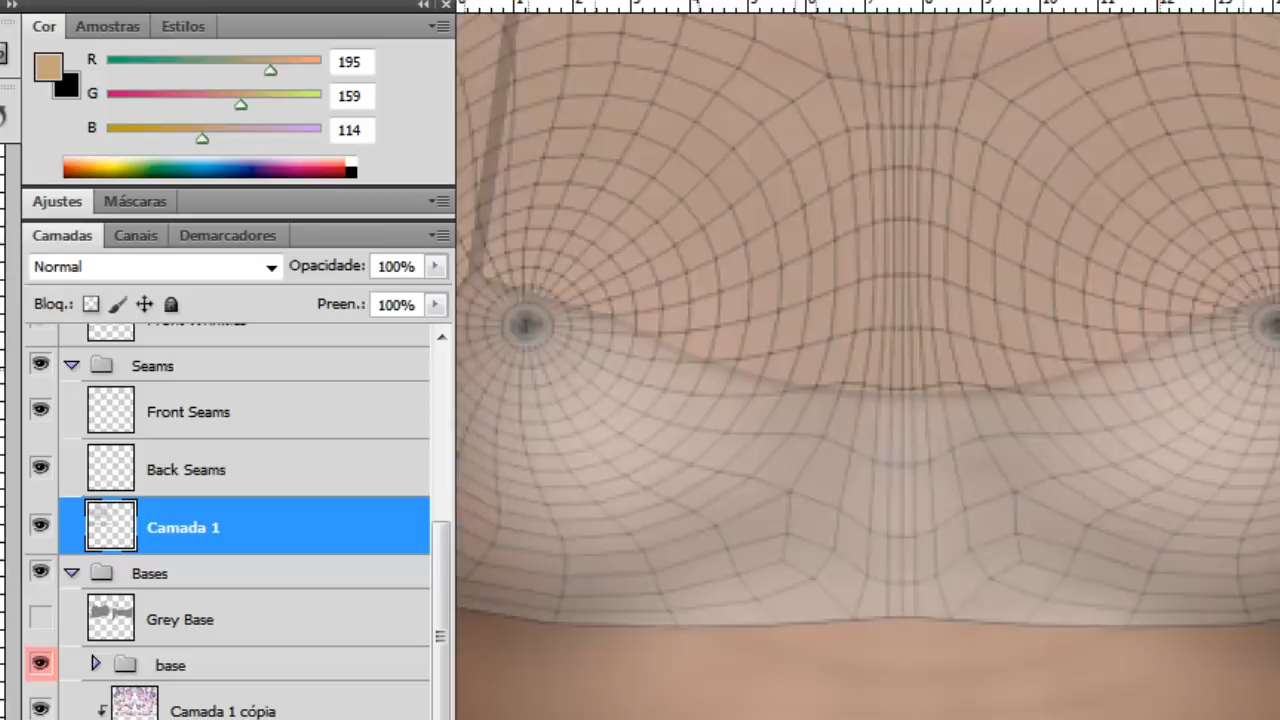 Cor Amostras Estilos
R 195
G 159
B 114
Ajustes Máscaras
Camadas Canais Demarcadores
Normal Opacidade: 100%
Bloq.: Preen.: 100%
Seams
Front Seams
Back Seams
Camada 1
Bases
Grey Base
base
Camada 1 cópia